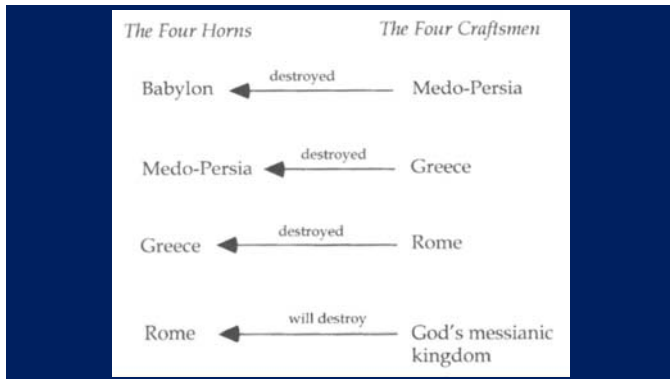 The Four Horns The Four Craftsmen
destroyed
Babylon Medo-Persia
destroyed
Medo-Persia Greece
destroyed
Greece Rome
will destroy
Rome God's messianic
kingdom